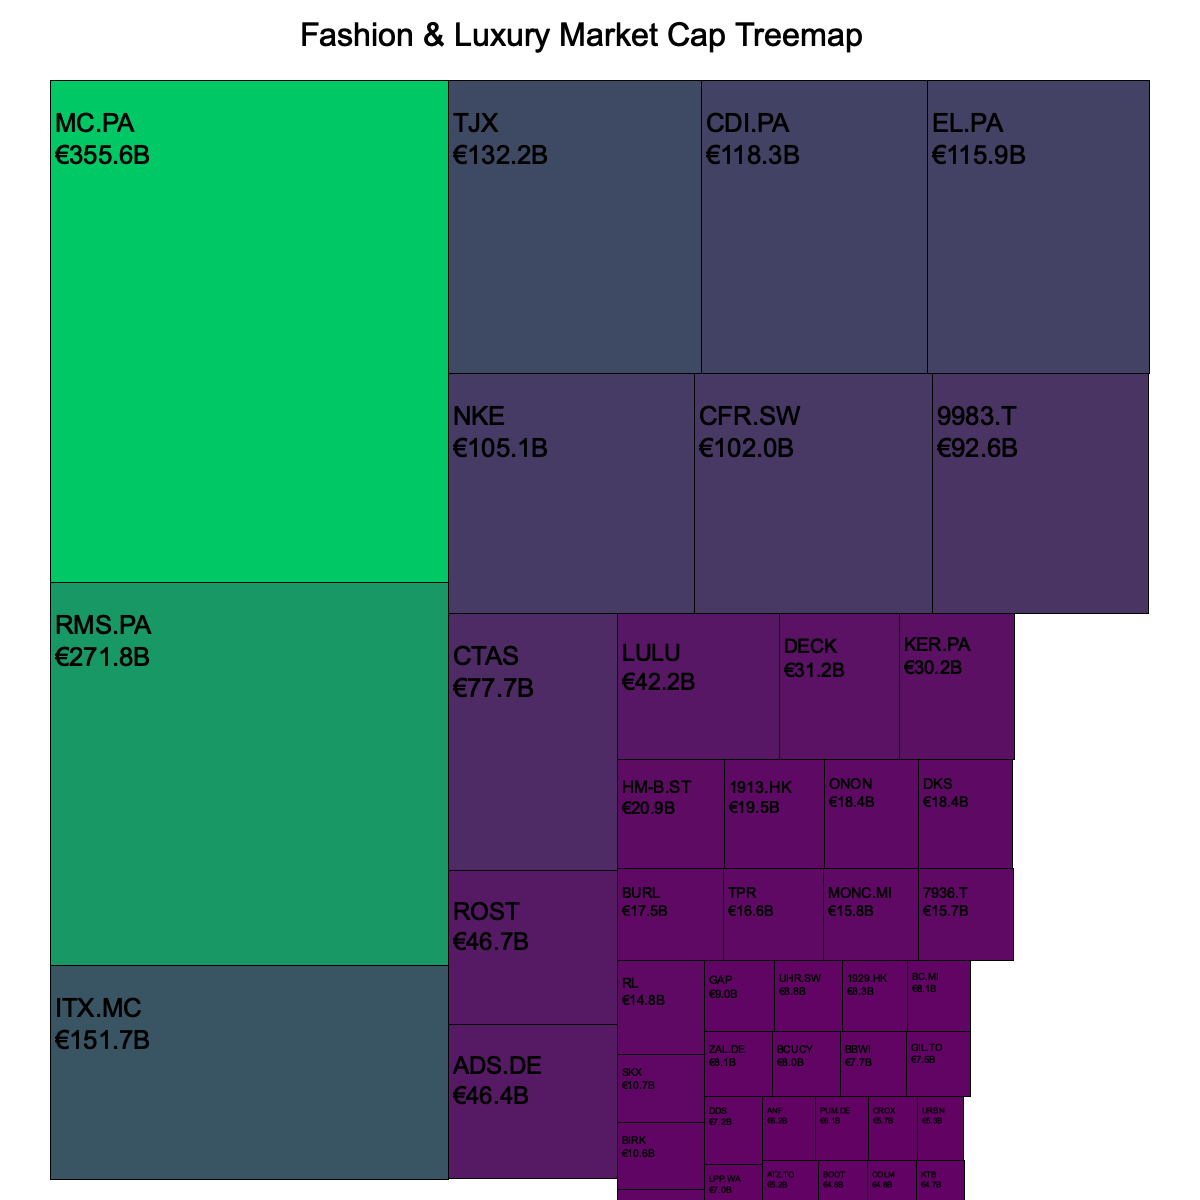 Fashion & Luxury Market Cap Treemap
MC.PA
€355.6B
TJX
€132.2B
CDI.PA
€118.3B
EL.PA
€115.9B
NKE
€105.1B
CFR.SW
€102.0B
9983.T
€92.6B
RMS.PA
€271.8B
ITX.MC
€151.7B
CTAS
€77.7B
ROST
€46.7B
ADS.DE
€46.4B
LULU
€42.2B
DECK
€31.2B
KER.PA
€30.2B
HM-B.ST
€20.9B
1913.HK
€19.5B
ONON
€18.4B
DKS
€18.4B
BURL
€17.5B
TPR
€16.6B
MONC.MI
€15.8B
7936.T
€15.7B
RL
€14.8B
SKX
€10.7B
BIRK
€10.6B
GAP
€9.0B
UHR.SW
€8.8B
1929.HK
€8.3B
BC.MI
€8.1B
ZAL.DE
€8.1B
BCUCY
€8.0B
BBWI
€7.7B
GIL.TO
€7.5B
DDS
€7.2B
ANF
€6.2B
PUM.DE
€6.1B
CROX
€5.7B
URBN
€5.3B
LPP.WA
€7.0B
ATZ.TO
€5.2B
BOOT
€4.8B
COLM
€4.8B
KTB
€4.7B